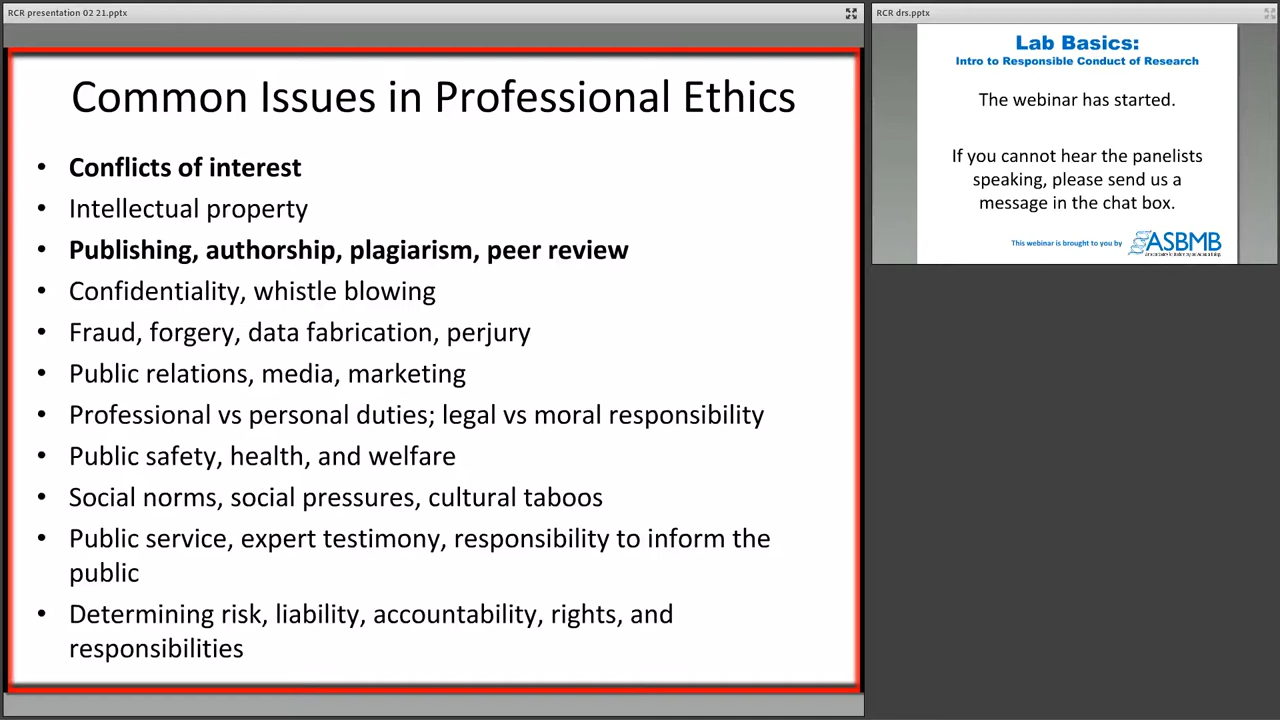 RCR presentation 02 21.pptx
Common Issues in Professional Ethics
• Conflicts of interest
• Intellectual property
• Publishing, authorship, plagiarism, peer review
• Confidentiality, whistle blowing
• Fraud, forgery, data fabrication, perjury
• Public relations, media, marketing
• Professional vs personal duties; legal vs moral responsibility
• Public safety, health, and welfare
• Social norms, social pressures, cultural taboos
• Public service, expert testimony, responsibility to inform the
public
• Determining risk, liability, accountability, rights, and
responsibilities
RCR drs.pptx
Lab Basics:
Intro to Responsible Conduct of Research
The webinar has started.
If you cannot hear the panelists
speaking, please send us a
message in the chat box.
This webinar is brought to you by
ASBMB